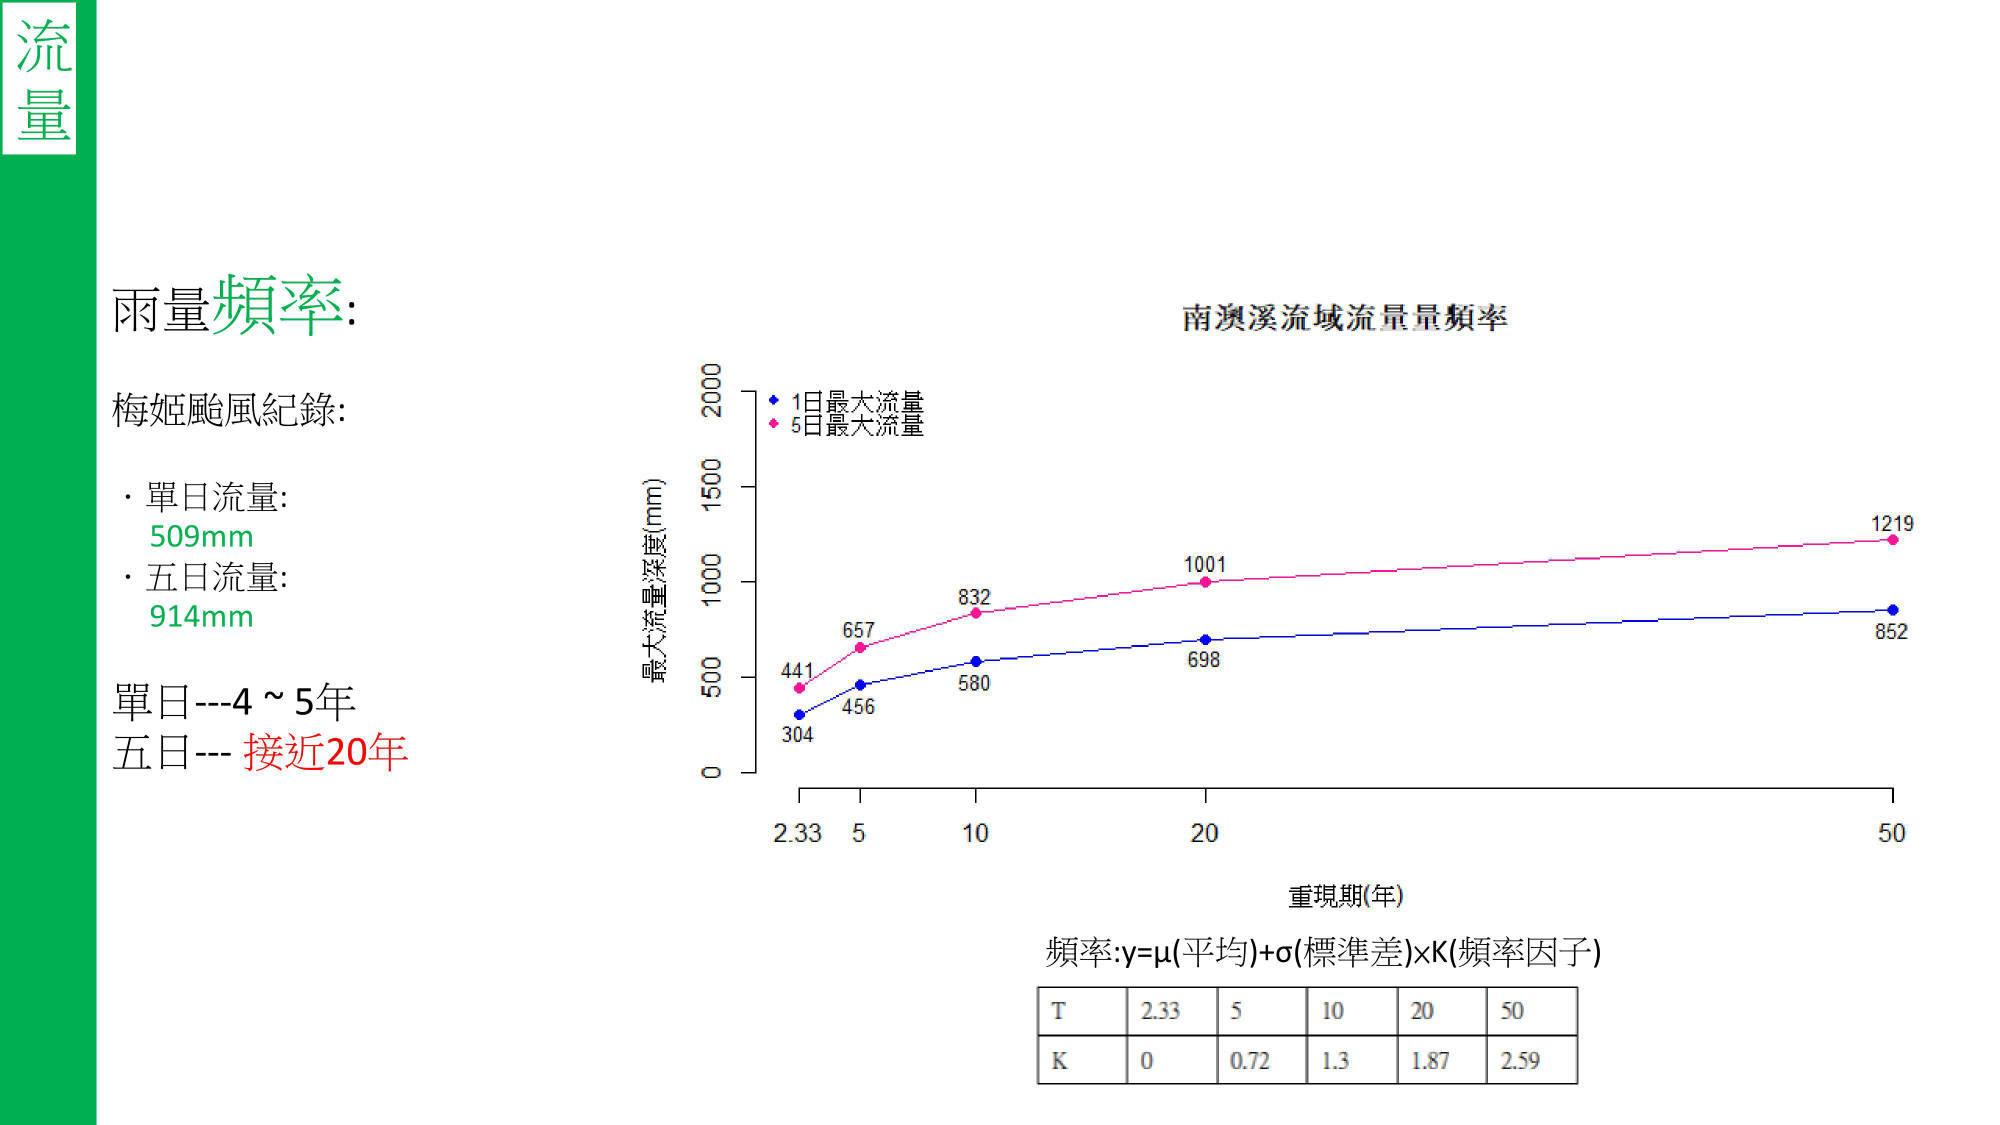 流
量
雨量頻率:
梅姬颱風紀錄:
・單日流量:
509mm
・五日流量:
914mm
單日---4 ~ 5年
五日--- 接近20年
南澳溪流域流量量頻率
1日最大流量
5日最大流量
最大流量深度(mm)
2000
1500
1000
500
0
441
657
832
1001
1219
304
456
580
698
852
2.33 5 10 20 50
重現期(年)
頻率:y=μ(平均)+σ(標準差)×K(頻率因子)
T 2.33 5 10 20 50
K 0 0.72 1.3 1.87 2.59